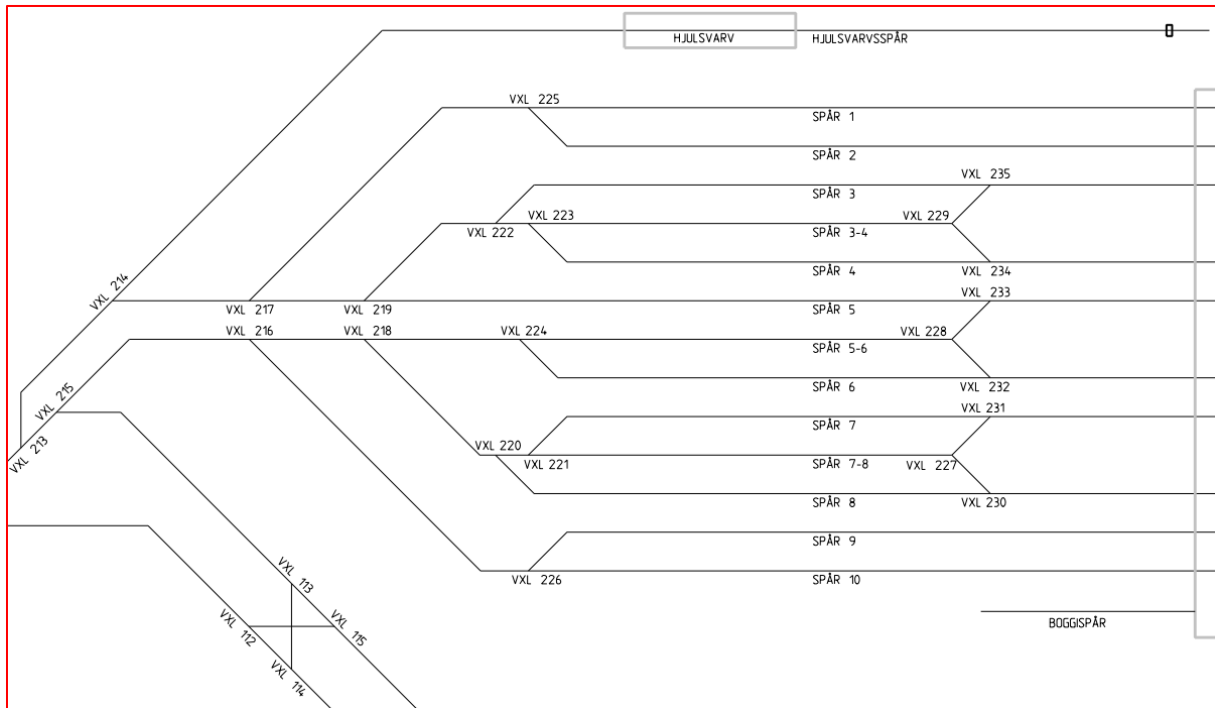 HJULSVARV
HJULSVARVSSPÅR
VXL 225
SPÅR 1
SPÅR 2
VXL 235
SPÅR 3
VXL 223
VXL 229
VXL 222
SPÅR 3-4
SPÅR 4
VXL 234
VXL 214
VXL 233
VXL 217
VXL 219
SPÅR 5
VXL 216
VXL 218
VXL 224
VXL 228
SPÅR 5-6
SPÅR 6
VXL 232
VXL 215
VXL 231
SPÅR 7
VXL 213
VXL 220
VXL 221
SPÅR 7-8
VXL 227
SPÅR 8
VXL 230
SPÅR 9
VXL 226
SPÅR 10
VXL 113
VXL 112
VXL 115
VXL 114
BOGGISPÅR